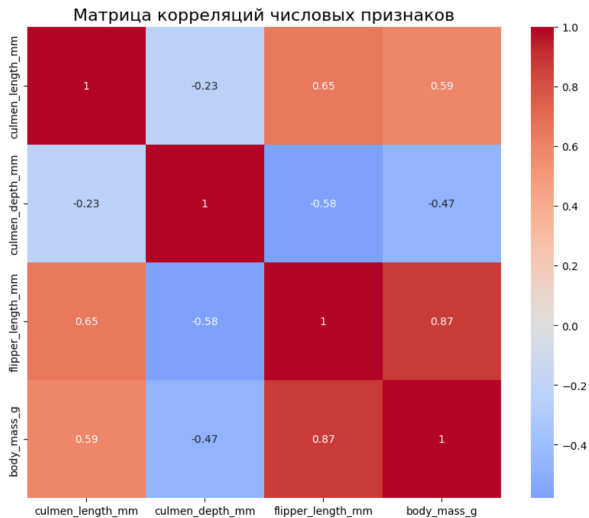 Матрица корреляций числовых признаков
culmen_length_mm
1
-0.23
0.65
0.59
culmen_depth_mm
-0.23
1
-0.58
-0.47
flipper_length_mm
0.65
-0.58
1
0.87
body_mass_g
0.59
-0.47
0.87
1
culmen_length_mm
culmen_depth_mm
flipper_length_mm
body_mass_g
1.0
0.8
0.6
0.4
0.2
0.0
−0.2
−0.4